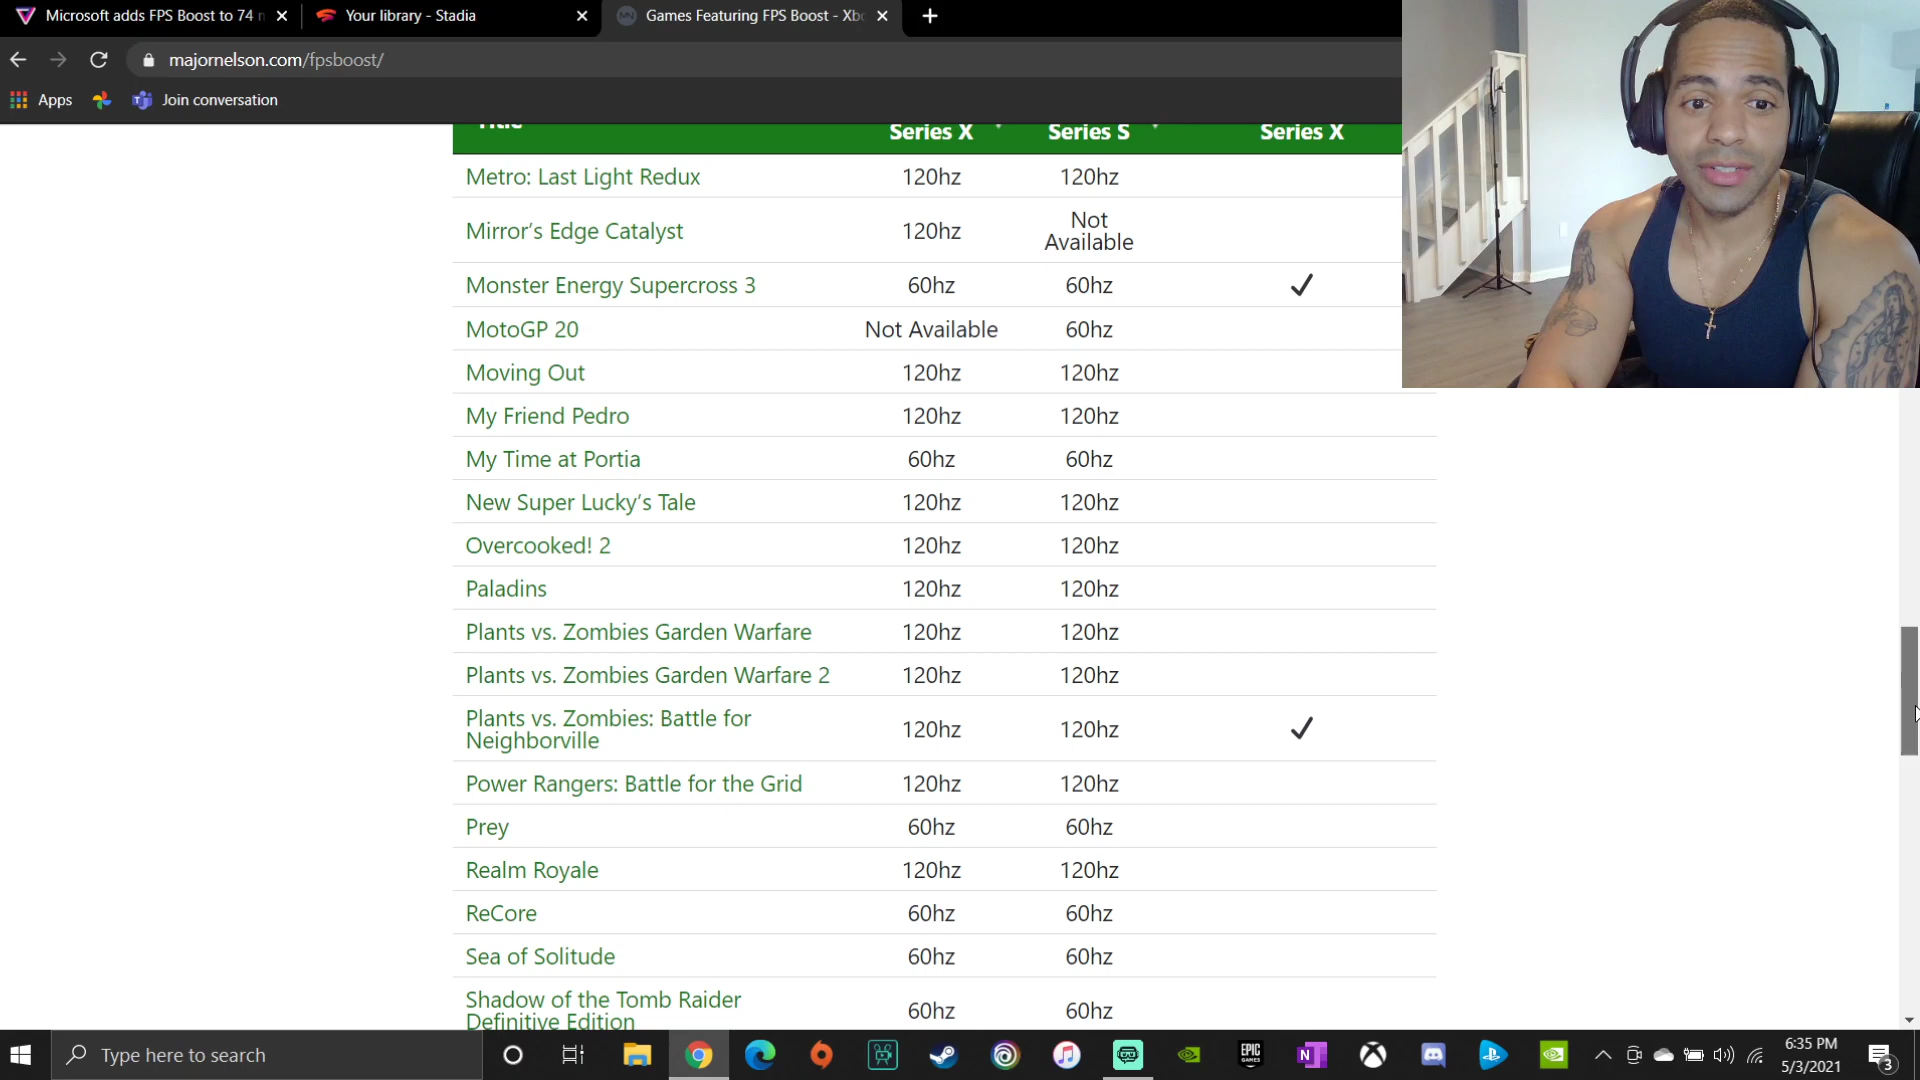 Microsoft adds FPS Boost to 74
Your library - Stadia
Games Featuring FPS Boost - Xbo
majornelson.com/fpsboost/
Apps
Join conversation
Title
Series X
Series S
Series X
Metro: Last Light Redux 120hz 120hz
Mirror's Edge Catalyst 120hz Not
Available
Monster Energy Supercross 3 60hz 60hz ✓
MotoGP 20 Not Available 60hz
Moving Out 120hz 120hz
My Friend Pedro 120hz 120hz
My Time at Portia 60hz 60hz
New Super Lucky's Tale 120hz 120hz
Overcooked! 2 120hz 120hz
Paladins 120hz 120hz
Plants vs. Zombies Garden Warfare 120hz 120hz
Plants vs. Zombies Garden Warfare 2 120hz 120hz
Plants vs. Zombies: Battle for
Neighborville 120hz 120hz ✓
Power Rangers: Battle for the Grid 120hz 120hz
Prey 60hz 60hz
Realm Royale 120hz 120hz
ReCore 60hz 60hz
Sea of Solitude 60hz 60hz
Shadow of the Tomb Raider
Definitive Edition 60hz 60hz
Type here to search
EPIC
GAMES
N
6:35 PM
5/3/2021
3